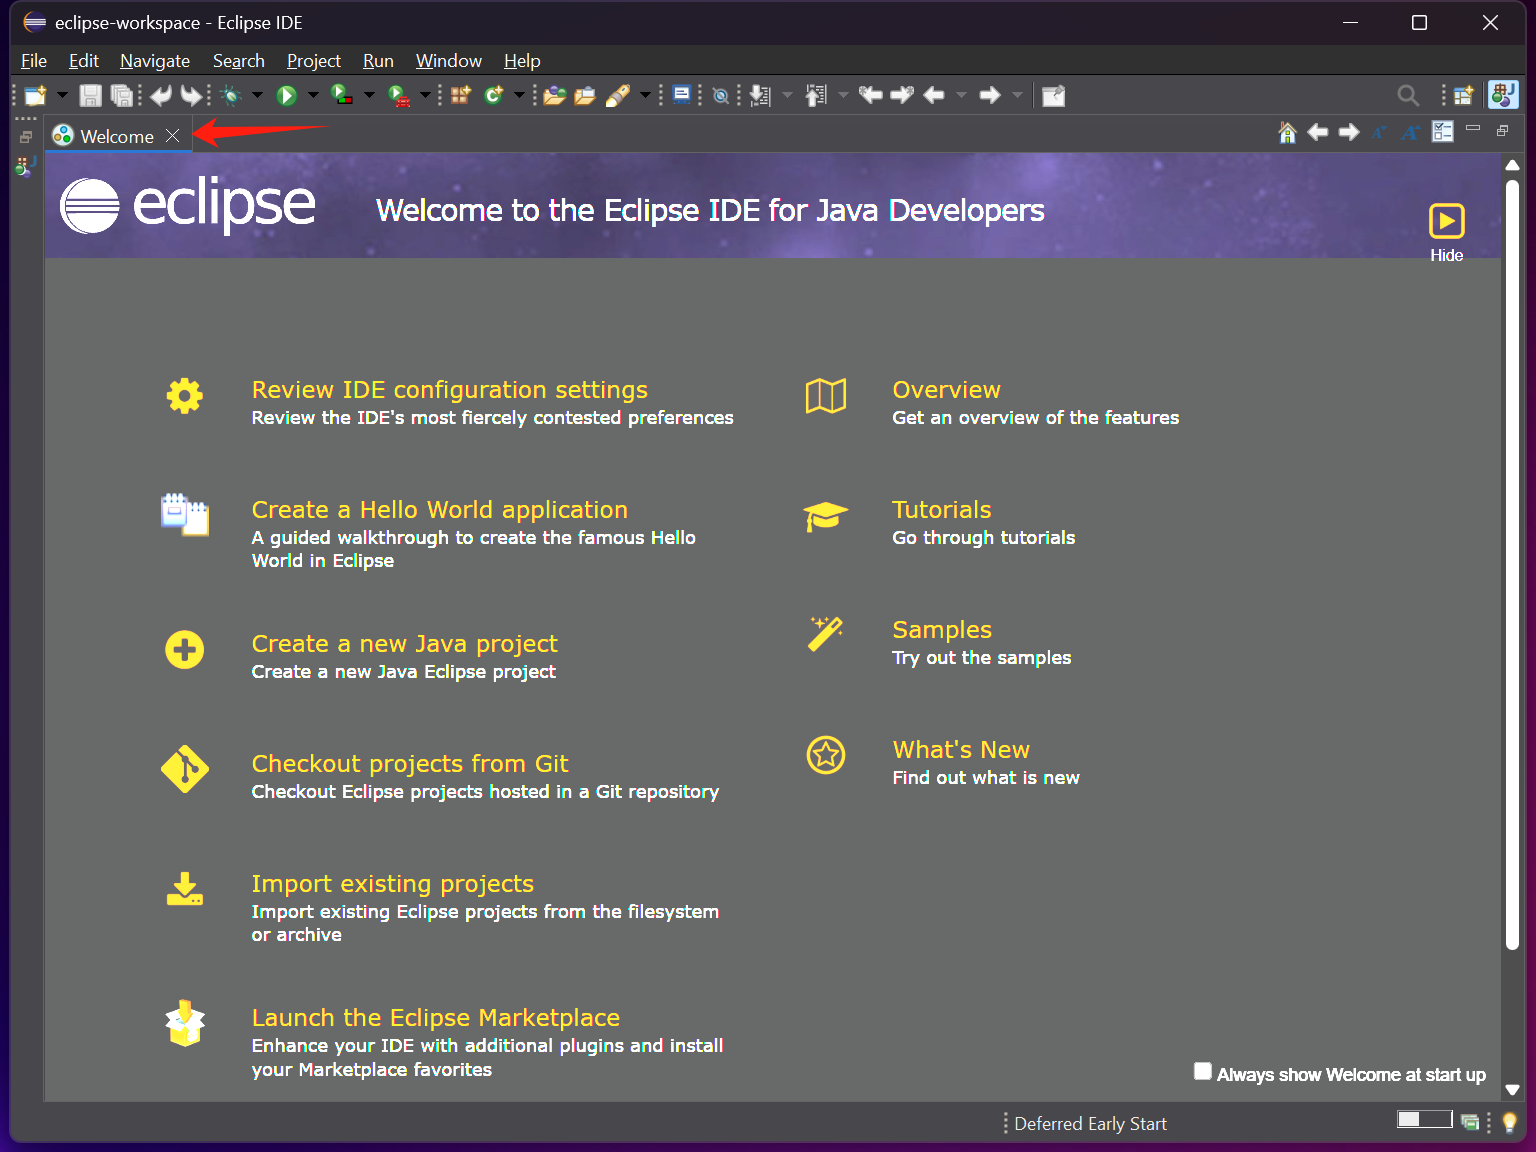 eclipse-workspace - Eclipse IDE
File Edit Navigate Search Project Run Window Help
Welcome
eclipse
Welcome to the Eclipse IDE for Java Developers
Hide
Review IDE configuration settings
Review the IDE's most fiercely contested preferences
Create a Hello World application
A guided walkthrough to create the famous Hello
World in Eclipse
Create a new Java project
Create a new Java Eclipse project
Checkout projects from Git
Checkout Eclipse projects hosted in a Git repository
Import existing projects
Import existing Eclipse projects from the filesystem
or archive
Launch the Eclipse Marketplace
Enhance your IDE with additional plugins and install
your Marketplace favorites
Overview
Get an overview of the features
Tutorials
Go through tutorials
Samples
Try out the samples
What's New
Find out what is new
Always show Welcome at start up
Deferred Early Start